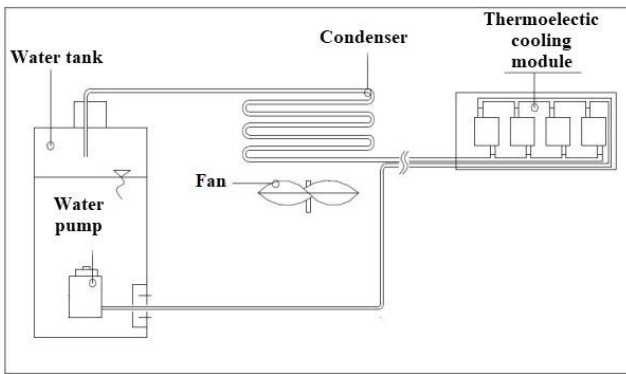 Thermoelectic
cooling
module
Condenser
Water tank
Fan
Water
pump